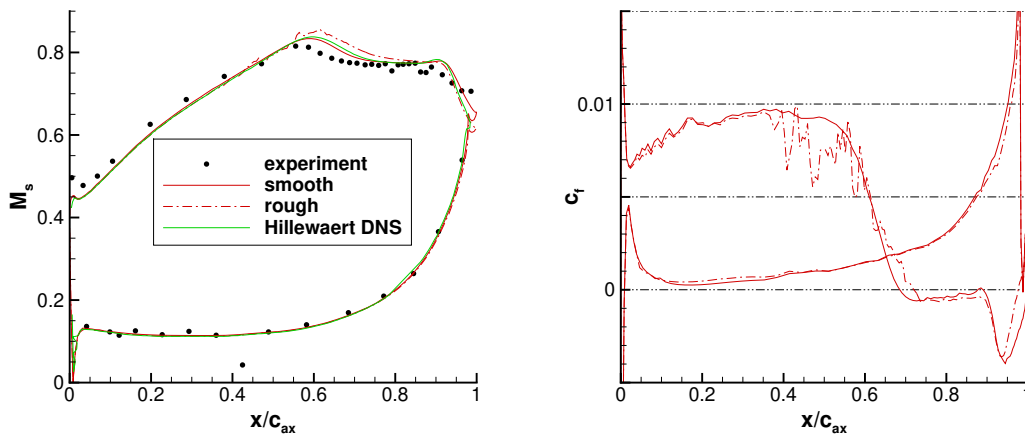 M_s
0.8
0.6
0.4
0.2
0
0 0.2 0.4 0.6 0.8 1
x/c_ax
experiment
smooth
rough
Hillewaert DNS
c_f
0.01
0
0 0.2 0.4 0.6 0.8 1
x/c_ax